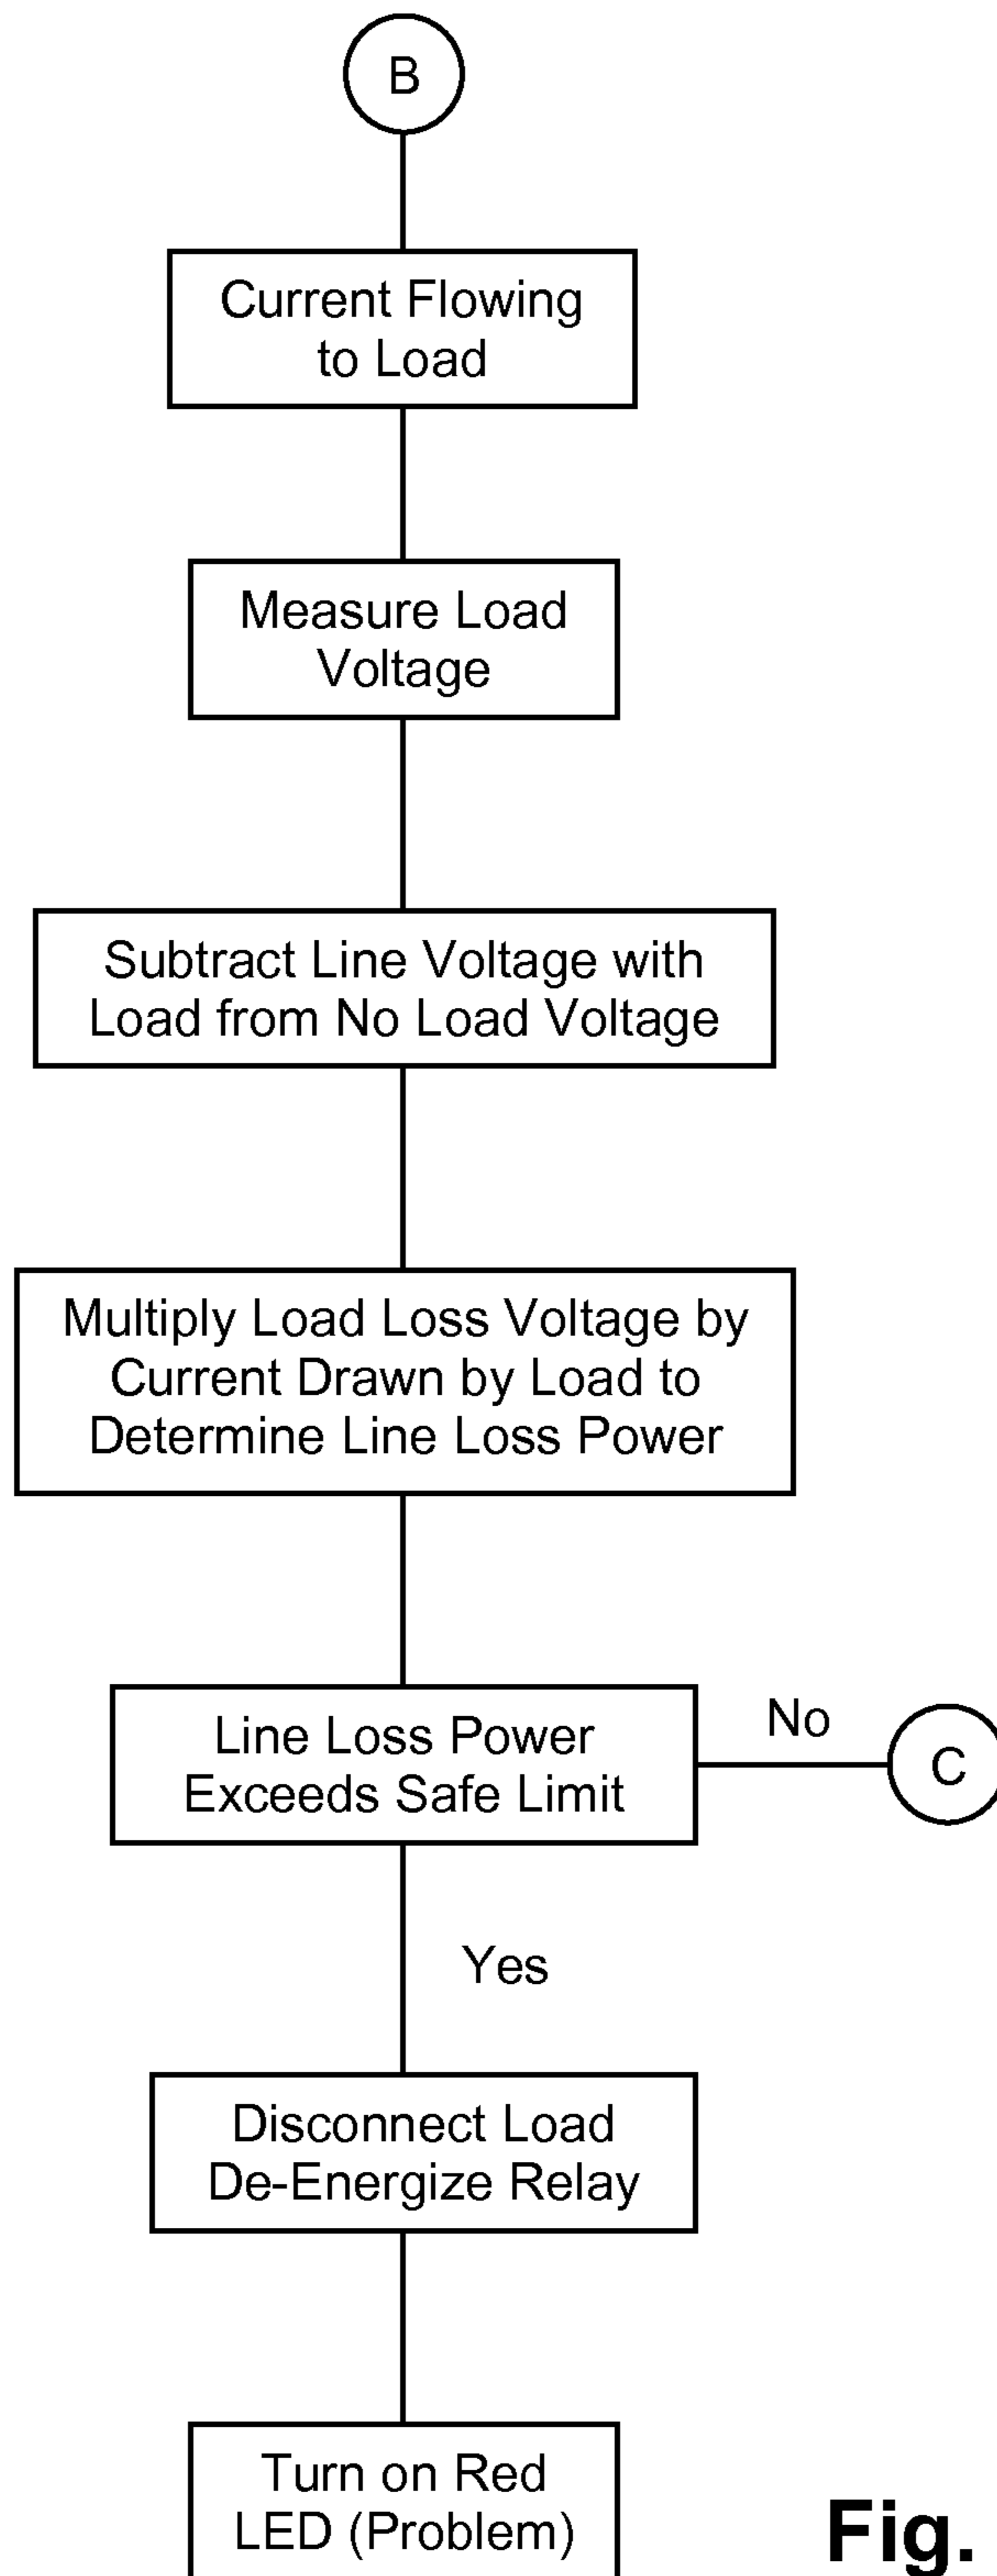 B
Current Flowing
to Load
Measure Load
Voltage
Subtract Line Voltage with
Load from No Load Voltage
Multiply Load Loss Voltage by
Current Drawn by Load to
Determine Line Loss Power
Line Loss Power
Exceeds Safe Limit
No
C
Yes
Disconnect Load
De-Energize Relay
Turn on Red
LED (Problem)
Fig.